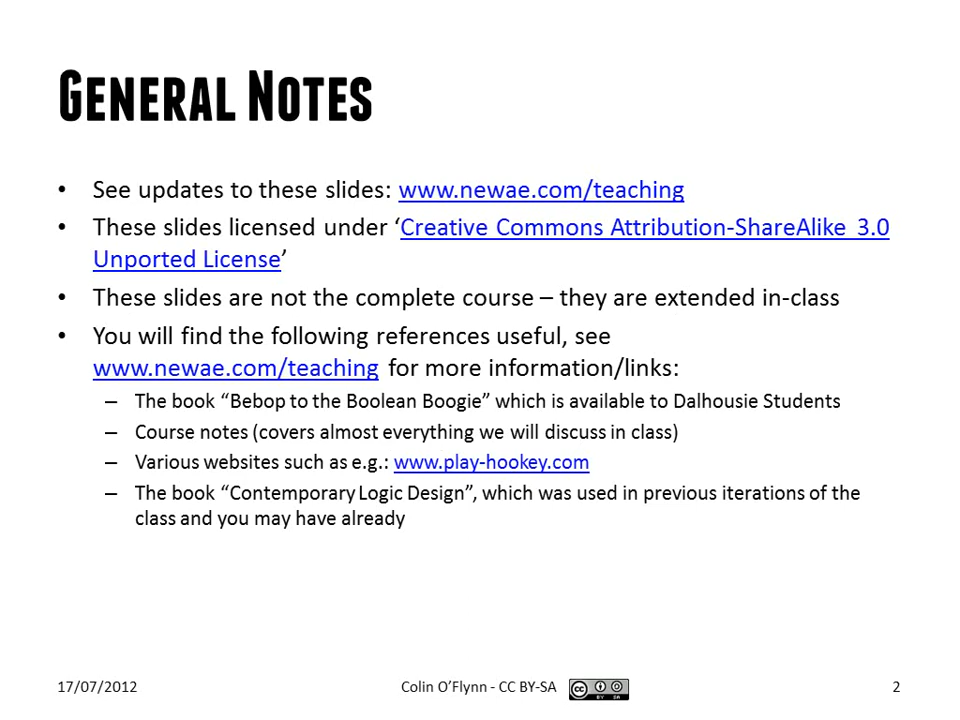 General Notes
• See updates to these slides: www.newae.com/teaching
• These slides licensed under ‘Creative Commons Attribution-ShareAlike 3.0
Unported License’
• These slides are not the complete course – they are extended in-class
• You will find the following references useful, see
www.newae.com/teaching for more information/links:
– The book “Bebop to the Boolean Boogie” which is available to Dalhousie Students
– Course notes (covers almost everything we will discuss in class)
– Various websites such as e.g.: www.play-hookey.com
– The book “Contemporary Logic Design”, which was used in previous iterations of the
class and you may have already
17/07/2012 Colin O’Flynn - CC BY-SA cc BY SA 2